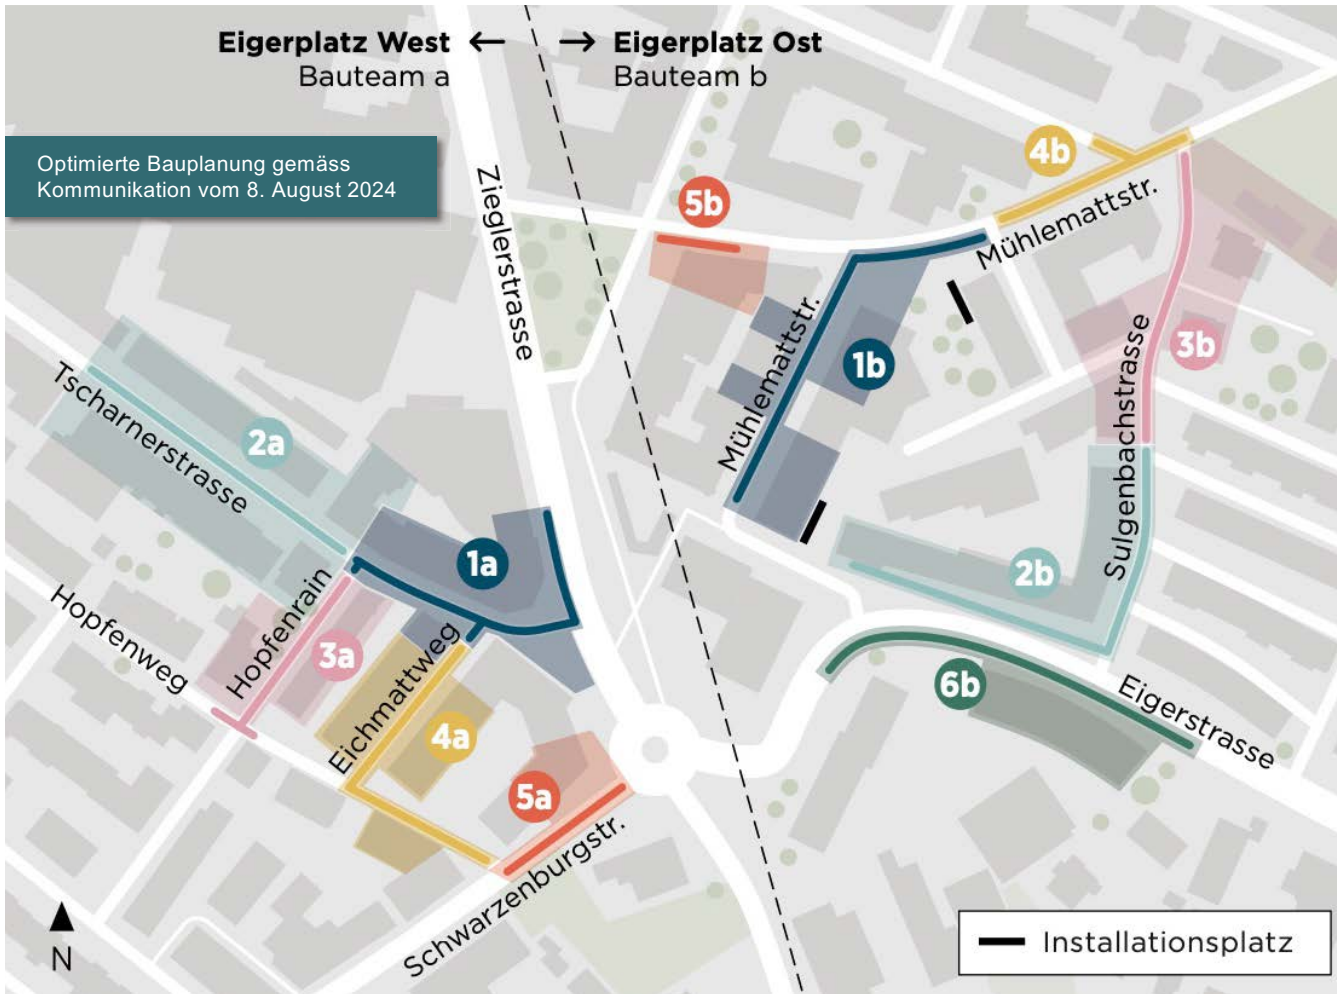 Eigerplatz West ←
Bauteam a
→ Eigerplatz Ost
Bauteam b
Optimierte Bauplanung gemäss
Kommunikation vom 8. August 2024
Zieglerstrasse
4b
5b
Mühlemattstr.
3b
1b
Mühlemattstr.
Sulgenbachstrasse
Tscharnerstrasse
2a
1a
2b
Hopfenweg
Hopfenrain
3a
Eichmattweg
4a
6b
Eigerstrasse
5a
Schwarzenburgstr.
N
Installationsplatz